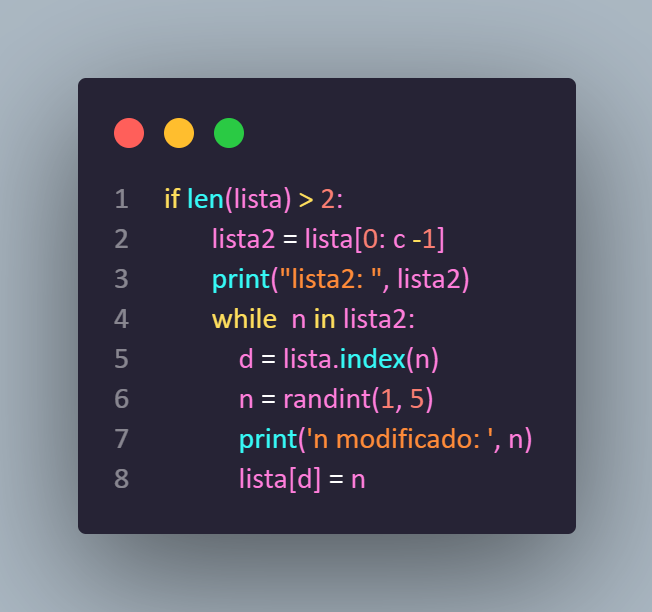 1 if len(lista) > 2:
2 lista2 = lista[0: c -1]
3 print("lista2: ", lista2)
4 while  n in lista2:
5 d = lista.index(n)
6 n = randint(1, 5)
7 print('n modificado: ', n)
8 lista[d] = n